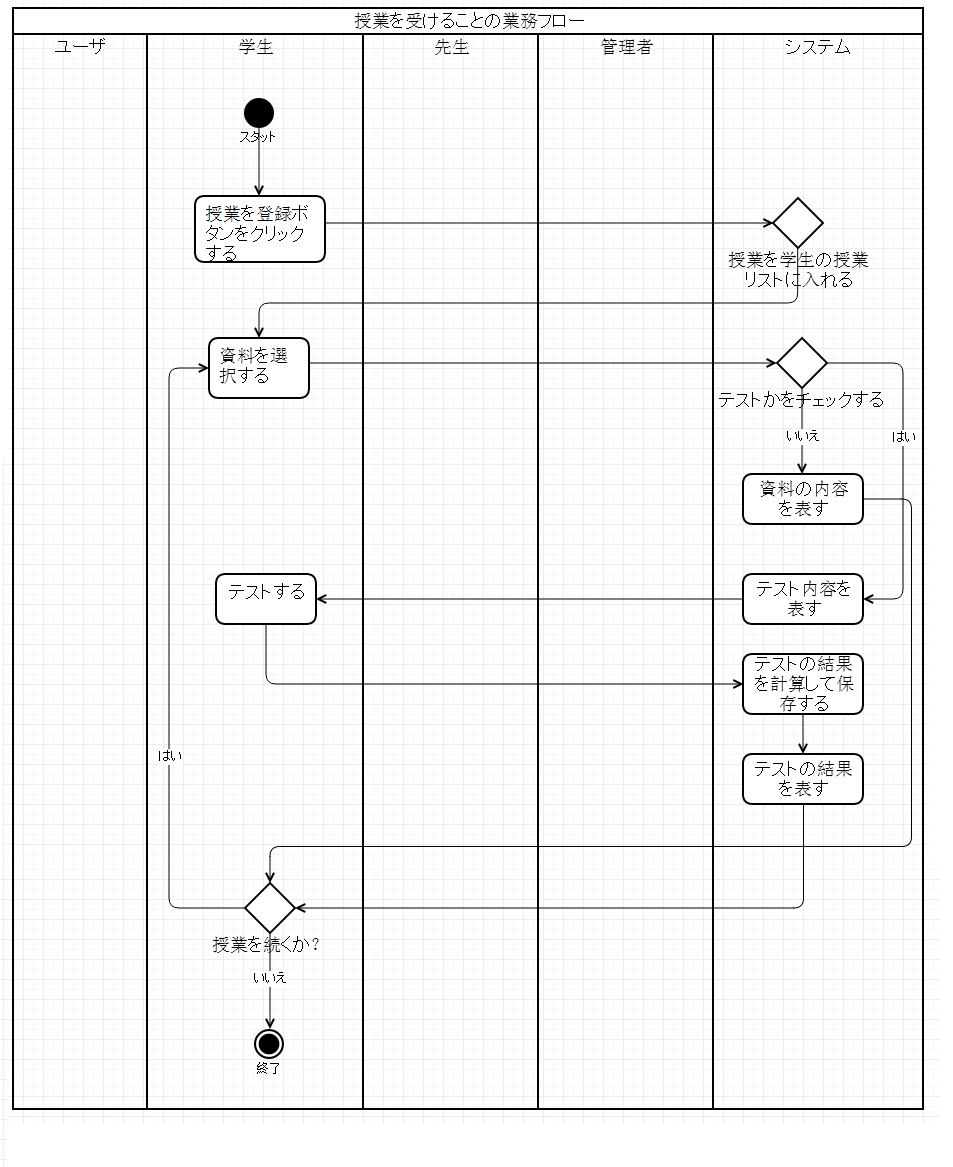 授業を受けることの業務フロー
ユーザ
学生
先生
管理者
システム
スタット
授業を登録ボ
タンをクリック
する
授業を学生の授業
リストに入れる
資料を選
択する
テストかをチェックする
いいえ
はい
資料の内容
を表す
テストする
テスト内容を
表す
テストの結果
を計算して保
存する
はい
テストの結果
を表す
授業を続くか?
いいえ
終了